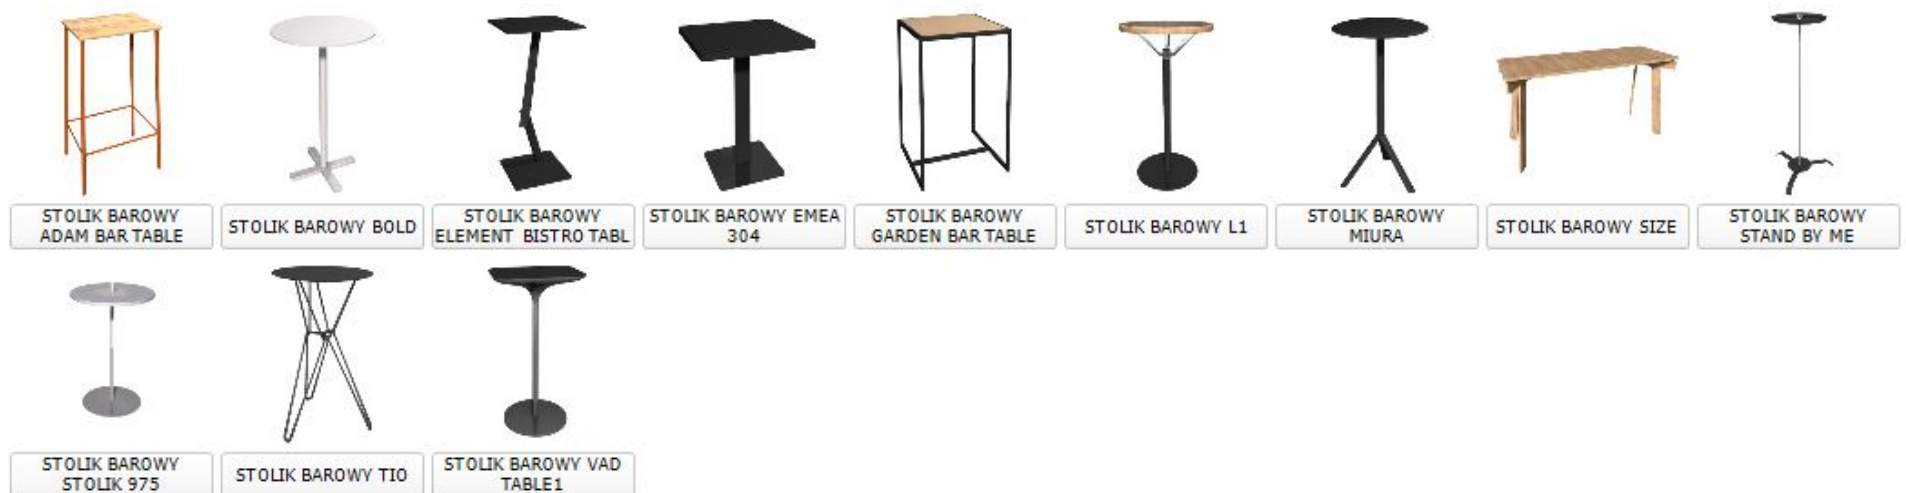 STOLIK BAROWY
ADAM BAR TABLE
STOLIK BAROWY BOLD
STOLIK BAROWY
ELEMENT BISTRO TABL
STOLIK BAROWY EMEA
304
STOLIK BAROWY
GARDEN BAR TABLE
STOLIK BAROWY L1
STOLIK BAROWY
MIURA
STOLIK BAROWY SIZE
STOLIK BAROWY
STAND BY ME
STOLIK BAROWY
STOLIK 975
STOLIK BAROWY TIO
STOLIK BAROWY VAD
TABLE1